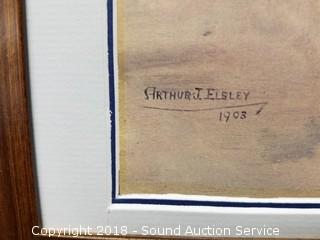 ARTHUR J. ELSLEY
1903
Copyright 2018 - Sound Auction Service